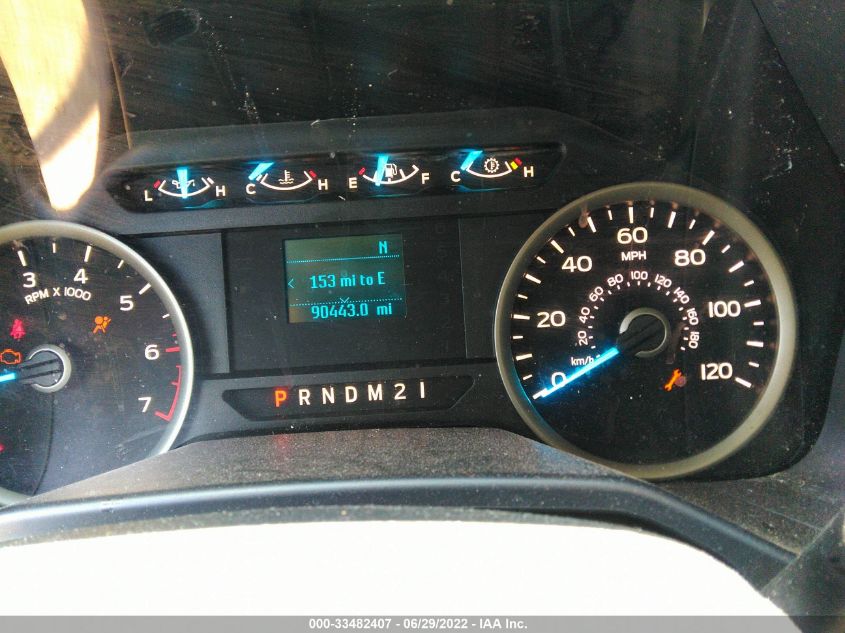 L H C H E F C H
N
153 mi to E
90443.0 mi
3 4 5 6 7
RPM X 1000
0 20 40 60 80 100 120
MPH
20 40 60 80 100 120 140 160 180
km/h
P R N D M 2 1
000-33482407 - 06/29/2022 - IAA Inc.